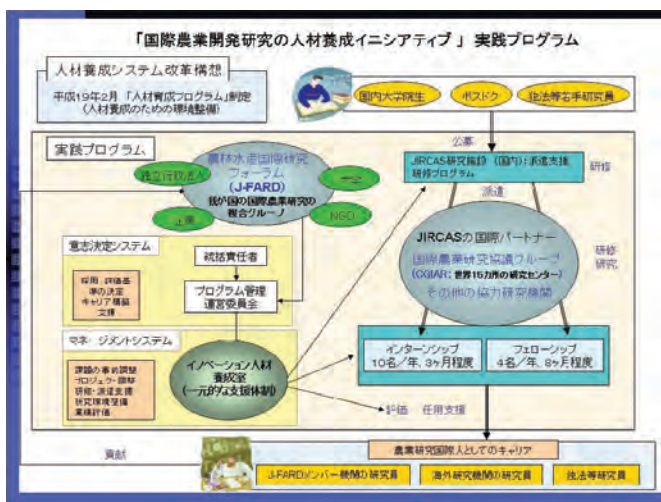 「国際農業開発研究の人材養成イニシアティブ」実践プログラム
人材養成システム改革構想
平成19年2月「人材育成プログラム」制定
(人材養成のための環境整備)
国内大学院生
ポスドク
独法等若手研究員
実践プログラム
農林水産国際研究
フォーラム
(J-FARD)
我が国の国際農業研究の
複合グループ
独立行政法人
大学
企業
NGO
公募
JIRCAS研究施設(国内):派遣支援
研修プログラム
研修
派遣
意志決定システム
採用・評価基
準の決定
キャリア構築
支援
統括責任者
プログラム管理
運営委員会
JIRCASの国際パートナー
国際農業研究協議グループ
(CGIAR:世界15カ所の研究センター)
その他の協力研究機関
研修
研究
マネージメントシステム
課題の事前調整
プロジェクト調整
研修・派遣支援
研究環境整備
業績評価
イノベーション人材
養成室
(一元的な支援体制)
インターンシップ
10名/年、3ヶ月程度
フェローシップ
4名/年、8ヶ月程度
評価 任用支援
貢献
農業研究国際人としてのキャリア
J-FARDメンバー機関の研究員
海外研究機関の研究員
独法等研究員